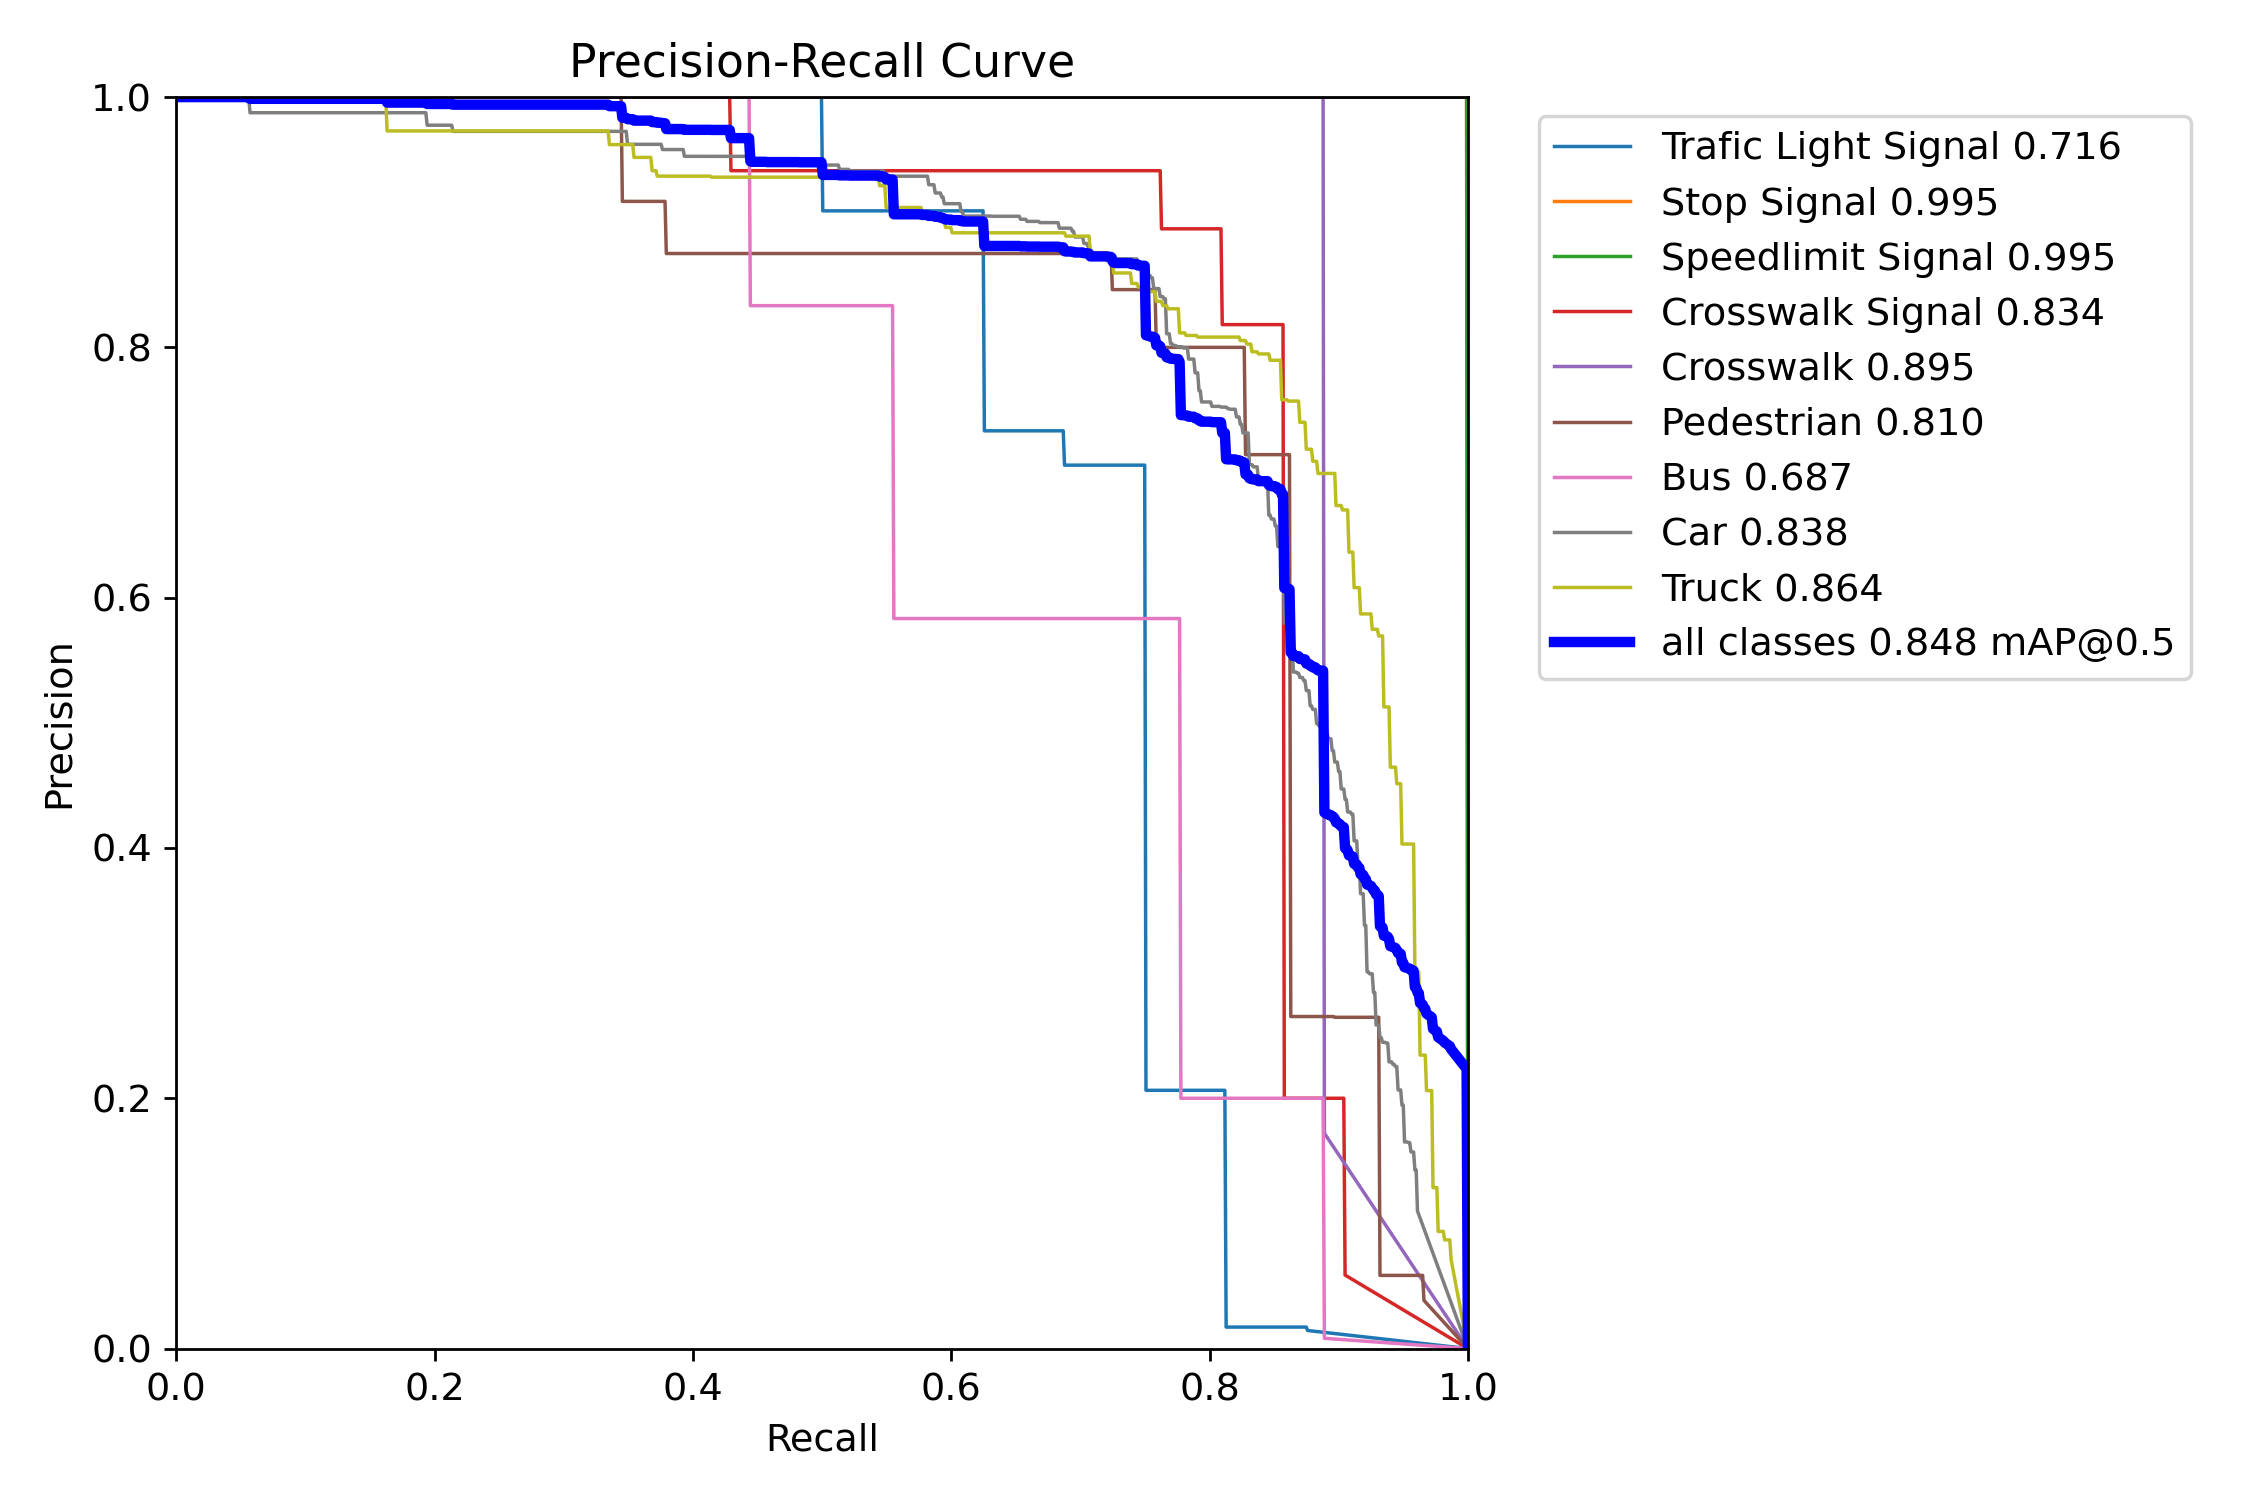 Precision-Recall Curve
1.0
0.8
0.6
0.4
0.2
0.0
Precision
0.0 0.2 0.4 0.6 0.8 1.0
Recall
Trafic Light Signal 0.716
Stop Signal 0.995
Speedlimit Signal 0.995
Crosswalk Signal 0.834
Crosswalk 0.895
Pedestrian 0.810
Bus 0.687
Car 0.838
Truck 0.864
all classes 0.848 mAP@0.5